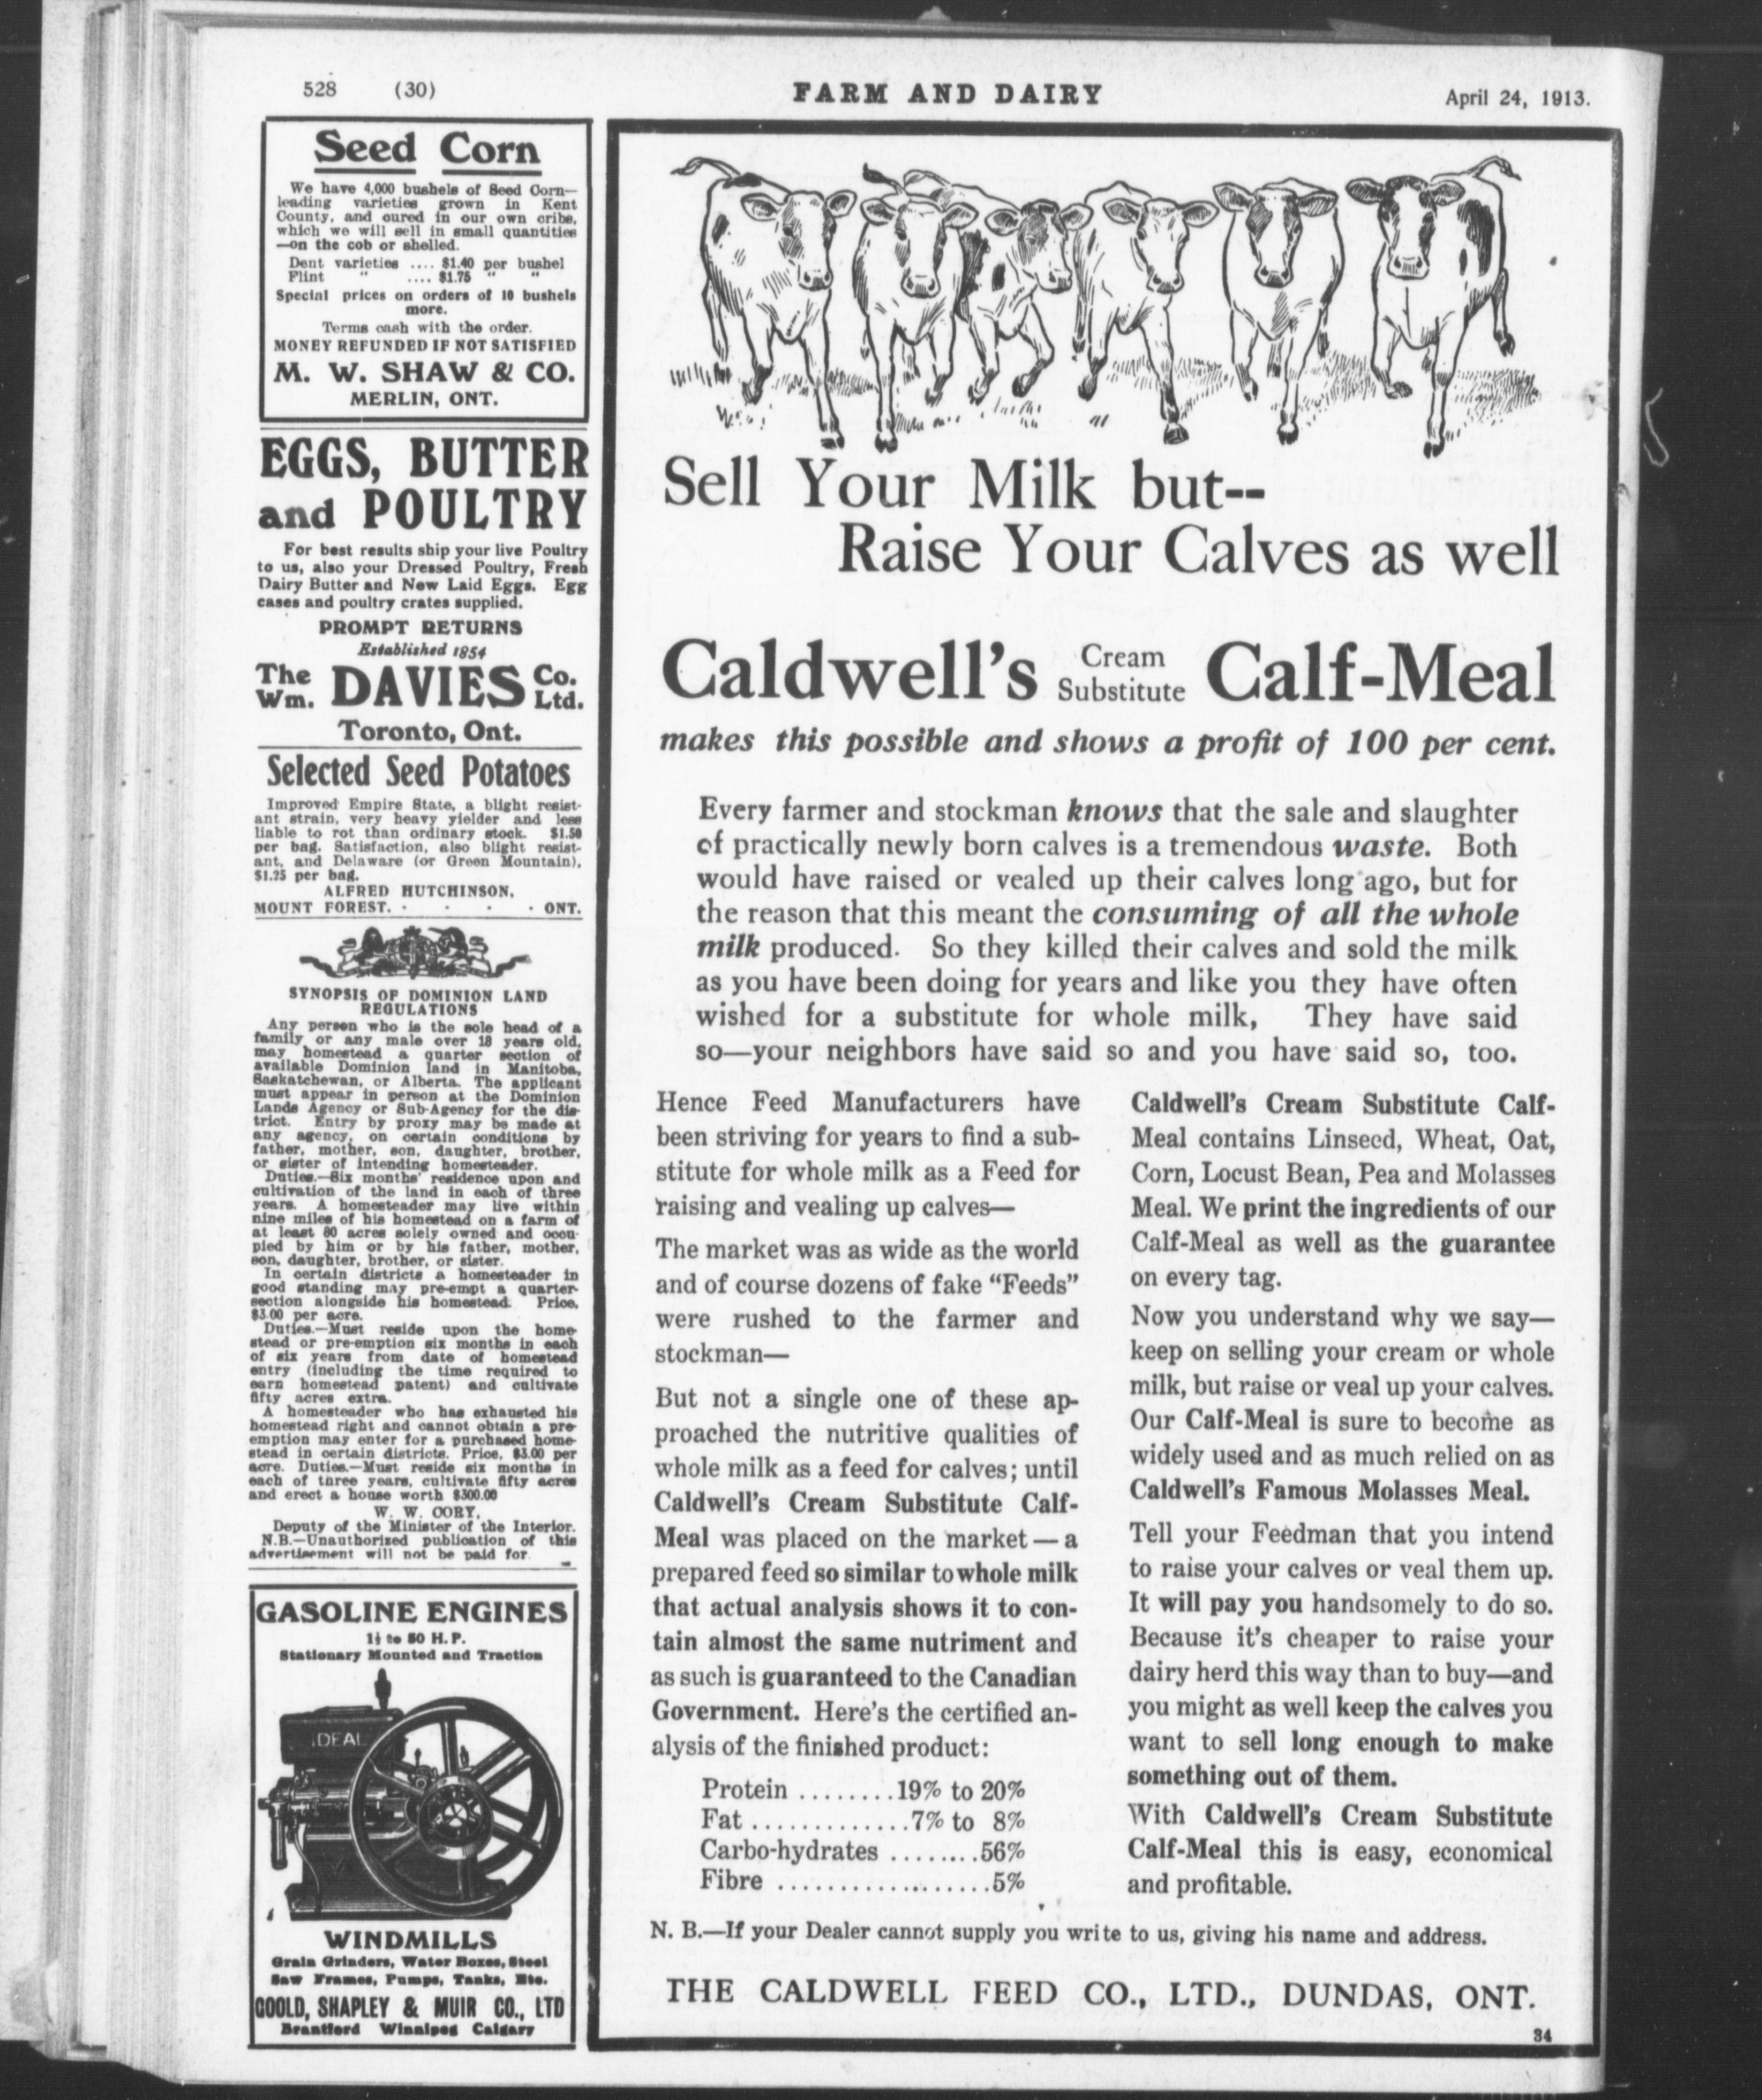 528 (30) FARM AND DAIRY April 24, 1913.
Seed Corn
We have 4,000 bushels of Seed Corn—
leading varieties grown in Kent
County, and cured in our own cribs,
which we will sell in small quantities
—on the cob or shelled.
Dent varieties .... $1.40 per bushel
Flint " .... $1.75 " "
Special prices on orders of 10 bushels
more.
Terms cash with the order.
MONEY REFUNDED IF NOT SATISFIED
M. W. SHAW & CO.
MERLIN, ONT.
EGGS, BUTTER
and POULTRY
For best results ship your live Poultry
to us, also your Dressed Poultry, Fresh
Dairy Butter and New Laid Eggs. Egg
cases and poultry crates supplied.
PROMPT RETURNS
Established 1854
The Wm. DAVIES Co. Ltd.
Toronto, Ont.
Selected Seed Potatoes
Improved Empire State, a blight resist-
ant strain, very heavy yielder and less
liable to rot than ordinary stock. $1.50
per bag. Satisfaction, also blight resist-
ant, and Delaware (or Green Mountain),
$1.25 per bag.
ALFRED HUTCHINSON,
MOUNT FOREST. - - - - ONT.
SYNOPSIS OF DOMINION LAND
REGULATIONS
Any person who is the sole head of a
family or any male over 18 years old,
may homestead a quarter section of
available Dominion land in Manitoba,
Saskatchewan, or Alberta. The applicant
must appear in person at the Dominion
Lands Agency or Sub-Agency for the dis-
trict. Entry by proxy may be made at
any agency, on certain conditions by
father, mother, son, daughter, brother,
or sister of intending homesteader.
Duties.—Six months' residence upon and
cultivation of the land in each of three
years. A homesteader may live within
nine miles of his homestead on a farm of
at least 80 acres solely owned and occu-
pied by him or by his father, mother,
son, daughter, brother, or sister.
In certain districts a homesteader in
good standing may pre-empt a quarter-
section alongside his homestead. Price,
$3.00 per acre.
Duties.—Must reside upon the home-
stead or pre-emption six months in each
of six years from date of homestead
entry (including the time required to
earn homestead patent) and cultivate
fifty acres extra.
A homesteader who has exhausted his
homestead right and cannot obtain a pre-
emption may enter for a purchased home-
stead in certain districts. Price, $3.00 per
acre. Duties.—Must reside six months in
each of three years, cultivate fifty acres
and erect a house worth $300.00
W. W. CORY,
Deputy of the Minister of the Interior.
N.B.—Unauthorized publication of this
advertisement will not be paid for.
GASOLINE ENGINES
1½ to 50 H.P.
Stationary Mounted and Traction
IDEAL
WINDMILLS
Grain Grinders, Water Boxes, Steel
Saw Frames, Pumps, Tanks, Etc.
GOOLD, SHAPLEY & MUIR CO., LTD
Brantford Winnipeg Calgary
Sell Your Milk but--
Raise Your Calves as well
Caldwell's Cream Substitute Calf-Meal
makes this possible and shows a profit of 100 per cent.
Every farmer and stockman knows that the sale and slaughter
of practically newly born calves is a tremendous waste. Both
would have raised or vealed up their calves long ago, but for
the reason that this meant the consuming of all the whole
milk produced. So they killed their calves and sold the milk
as you have been doing for years and like you they have often
wished for a substitute for whole milk, They have said
so—your neighbors have said so and you have said so, too.
Hence Feed Manufacturers have
been striving for years to find a sub-
stitute for whole milk as a Feed for
raising and vealing up calves—
The market was as wide as the world
and of course dozens of fake "Feeds"
were rushed to the farmer and
stockman—
But not a single one of these ap-
proached the nutritive qualities of
whole milk as a feed for calves; until
Caldwell's Cream Substitute Calf-
Meal was placed on the market—a
prepared feed so similar to whole milk
that actual analysis shows it to con-
tain almost the same nutriment and
as such is guaranteed to the Canadian
Government. Here's the certified an-
alysis of the finished product:
Protein ........19% to 20%
Fat .............7% to 8%
Carbo-hydrates ........56%
Fibre ..................5%
Caldwell's Cream Substitute Calf-
Meal contains Linseed, Wheat, Oat,
Corn, Locust Bean, Pea and Molasses
Meal. We print the ingredients of our
Calf-Meal as well as the guarantee
on every tag.
Now you understand why we say—
keep on selling your cream or whole
milk, but raise or veal up your calves.
Our Calf-Meal is sure to become as
widely used and as much relied on as
Caldwell's Famous Molasses Meal.
Tell your Feedman that you intend
to raise your calves or veal them up.
It will pay you handsomely to do so.
Because it's cheaper to raise your
dairy herd this way than to buy—and
you might as well keep the calves you
want to sell long enough to make
something out of them.
With Caldwell's Cream Substitute
Calf-Meal this is easy, economical
and profitable.
N. B.—If your Dealer cannot supply you write to us, giving his name and address.
THE CALDWELL FEED CO., LTD., DUNDAS, ONT.
34